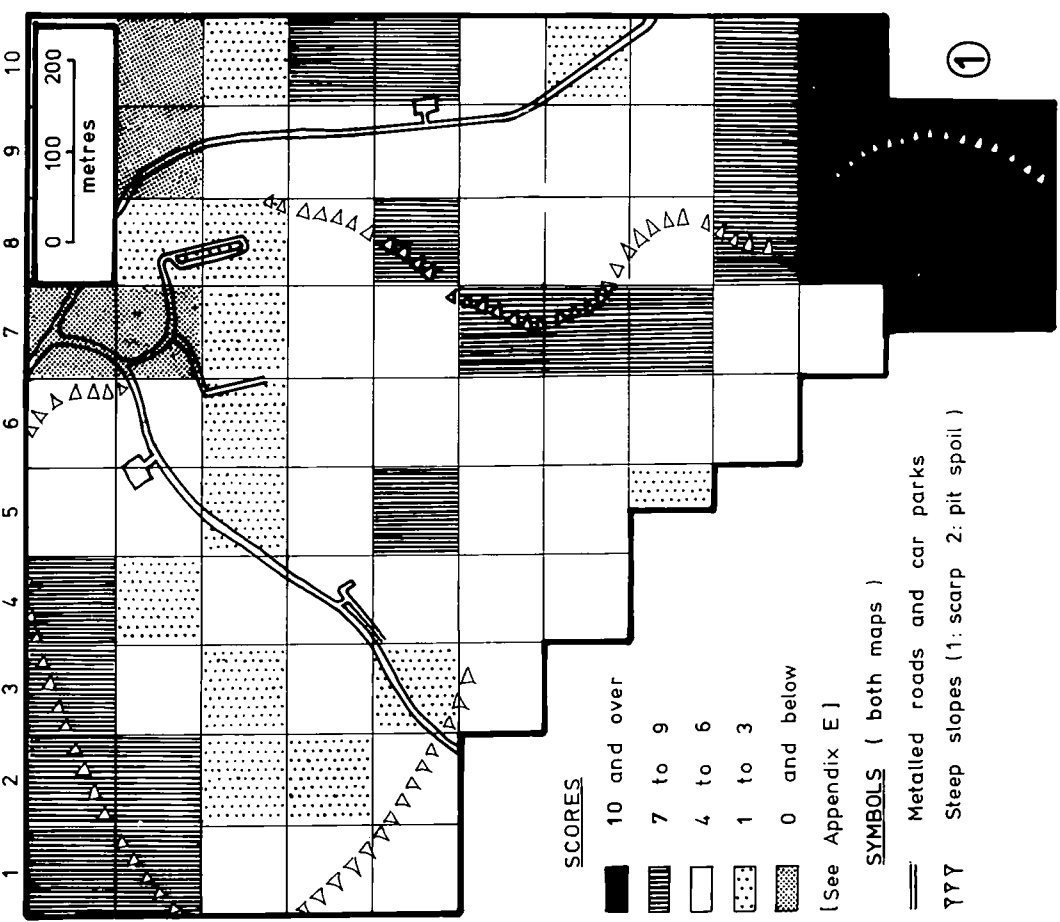 1 2 3 4 5 6 7 8 9 10
0 100 200
metres
SCORES
10 and over
7 to 9
4 to 6
1 to 3
0 and below
[See Appendix E]
SYMBOLS ( both maps )
Metalled roads and car parks
Steep slopes (1: scarp 2: pit spoil )
1